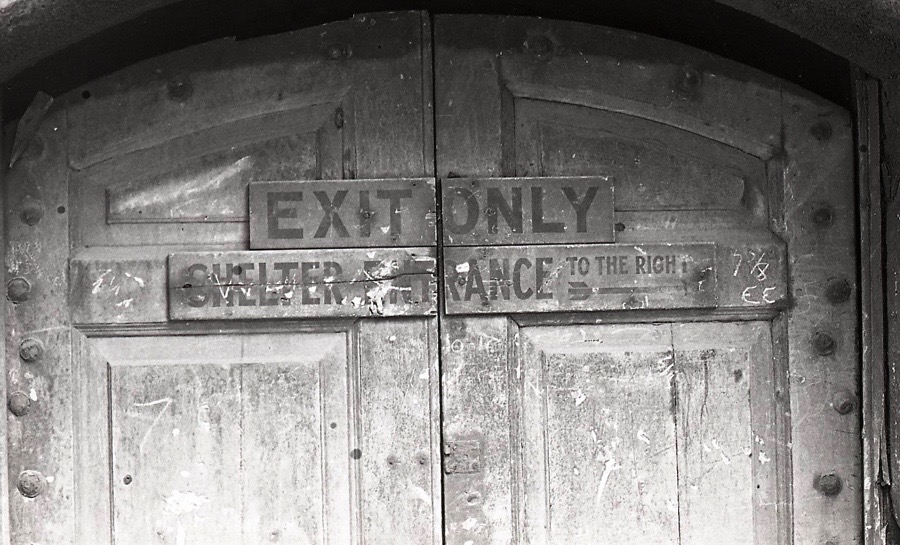 EXIT ONLY
SHELTER ENTRANCE TO THE RIGHT